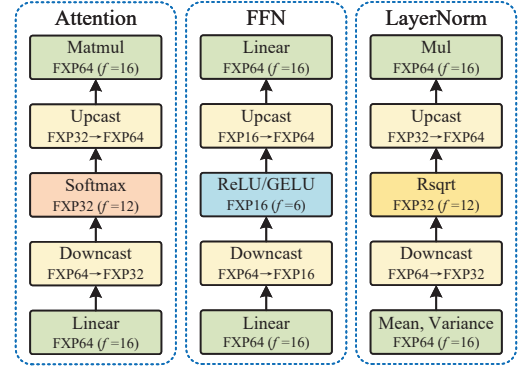 Attention
Matmul
FXP64 (f=16)
Upcast
FXP32→FXP64
Softmax
FXP32 (f=12)
Downcast
FXP64→FXP32
Linear
FXP64 (f=16)
FFN
Linear
FXP64 (f=16)
Upcast
FXP16→FXP64
ReLU/GELU
FXP16 (f=6)
Downcast
FXP64→FXP16
Linear
FXP64 (f=16)
LayerNorm
Mul
FXP64 (f=16)
Upcast
FXP32→FXP64
Rsqrt
FXP32 (f=12)
Downcast
FXP64→FXP32
Mean, Variance
FXP64 (f=16)